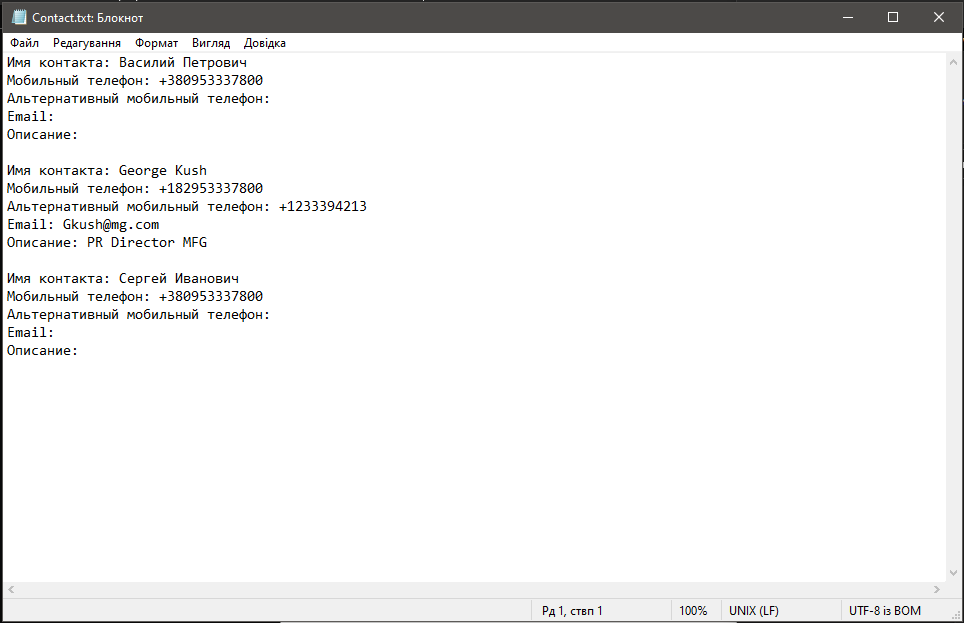 Contact.txt: Блокнот
Файл Редагування Формат Вигляд Довідка
Имя контакта: Василий Петрович
Мобильный телефон: +380953337800
Альтернативный мобильный телефон:
Email:
Описание:
Имя контакта: George Kush
Мобильный телефон: +182953337800
Альтернативный мобильный телефон: +1233394213
Email: Gkush@mg.com
Описание: PR Director MFG
Имя контакта: Сергей Иванович
Мобильный телефон: +380953337800
Альтернативный мобильный телефон:
Email:
Описание:
Рд 1, ствп 1 100% UNIX (LF) UTF-8 із BOM